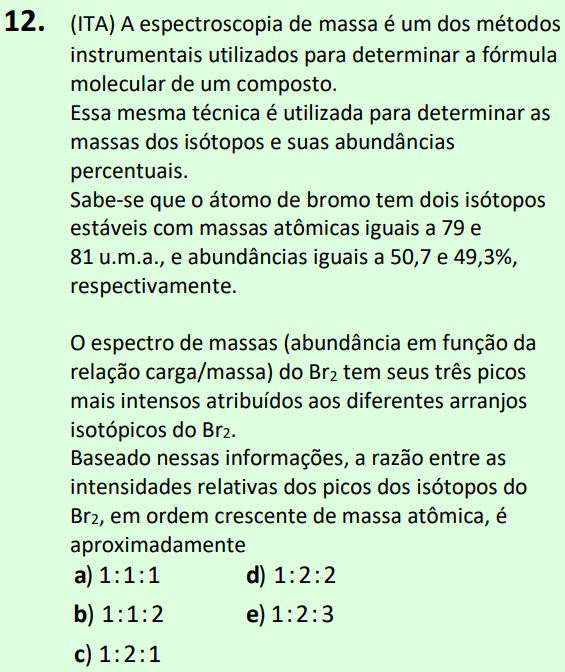 12. (ITA) A espectroscopia de massa é um dos métodos
instrumentais utilizados para determinar a fórmula
molecular de um composto.
Essa mesma técnica é utilizada para determinar as
massas dos isótopos e suas abundâncias
percentuais.
Sabe-se que o átomo de bromo tem dois isótopos
estáveis com massas atômicas iguais a 79 e
81 u.m.a., e abundâncias iguais a 50,7 e 49,3%,
respectivamente.
O espectro de massas (abundância em função da
relação carga/massa) do Br₂ tem seus três picos
mais intensos atribuídos aos diferentes arranjos
isotópicos do Br₂.
Baseado nessas informações, a razão entre as
intensidades relativas dos picos dos isótopos do
Br₂, em ordem crescente de massa atômica, é
aproximadamente
a) 1:1:1 d) 1:2:2
b) 1:1:2 e) 1:2:3
c) 1:2:1